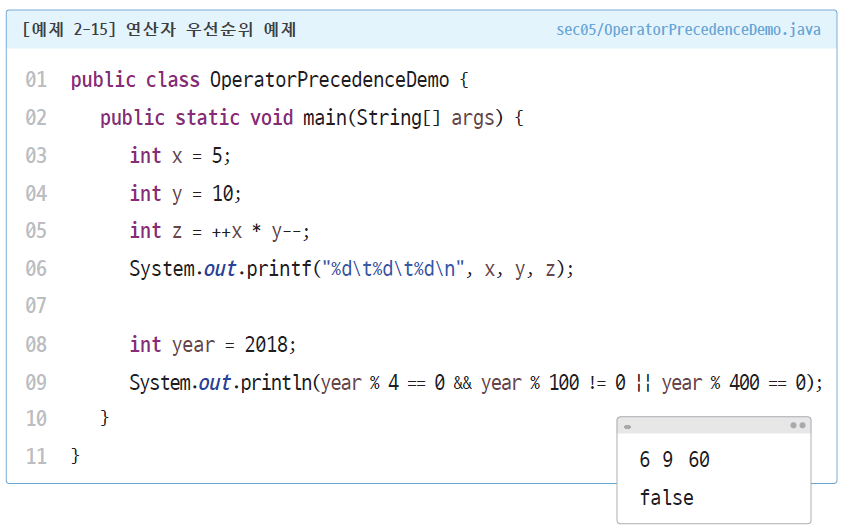 [예제 2-15] 연산자 우선순위 예제 sec05/OperatorPrecedenceDemo.java
01 public class OperatorPrecedenceDemo {
02 public static void main(String[] args) {
03 int x = 5;
04 int y = 10;
05 int z = ++x * y--;
06 System.out.printf("%d\t%d\t%d\n", x, y, z);
07
08 int year = 2018;
09 System.out.println(year % 4 == 0 && year % 100 != 0 || year % 400 == 0);
10 }
11 }
6 9 60
false